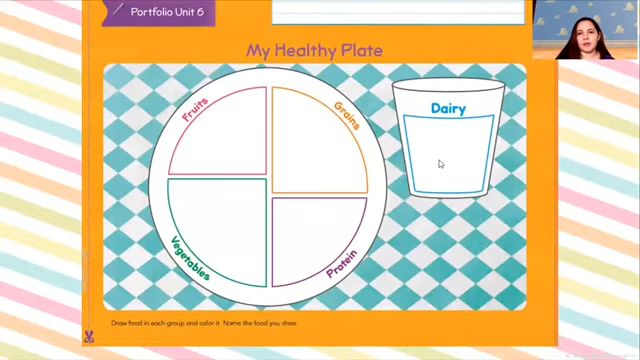 Portfolio Unit 6
My Healthy Plate
Fruits
Grains
Dairy
Vegetables
Protein
Draw food in each group and color it. Name the food you drew.